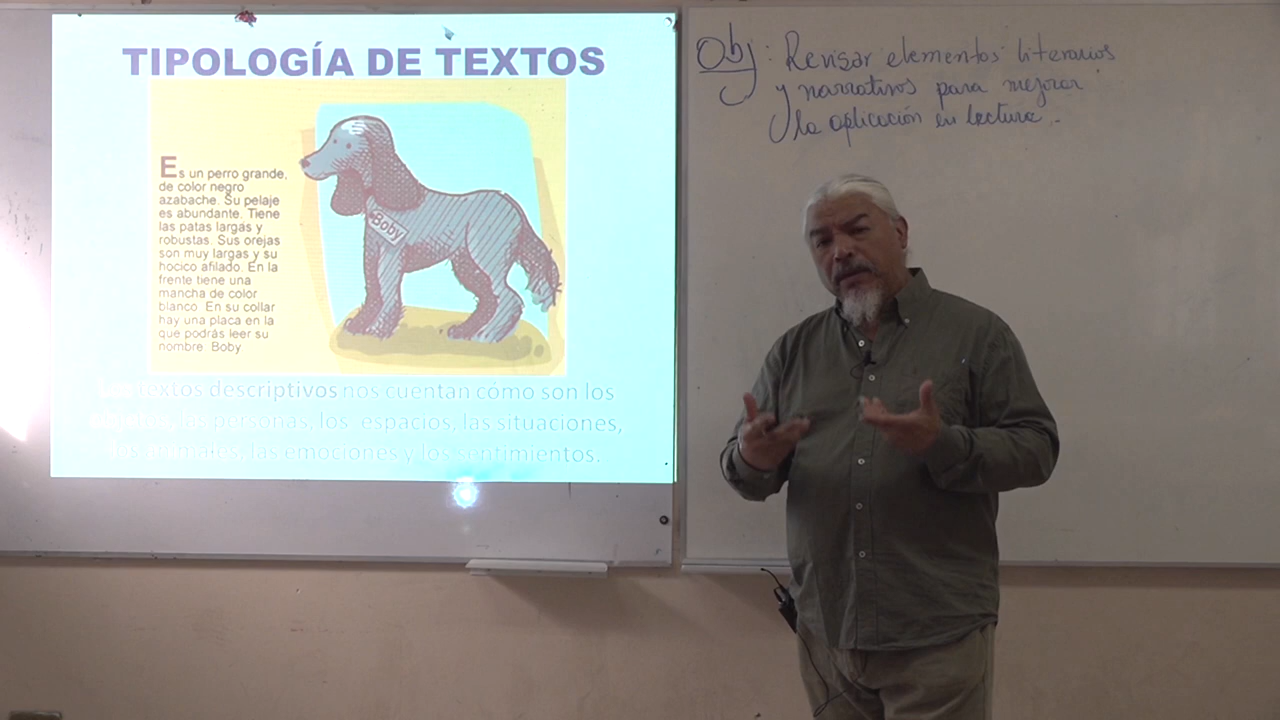 TIPOLOGÍA DE TEXTOS
Es un perro grande,
de color negro
azabache. Su pelaje
es abundante. Tiene
las patas largas y
robustas. Sus orejas
son muy largas y su
hocico afilado. En la
frente tiene una
mancha de color
blanco. En su collar
hay una placa en la
que podrás leer su
nombre: Boby
Boby
textos descriptivos nos cuentan cómo son los
las personas, los espacios, las situaciones,
los animales, las emociones y los sentimientos.
Obj: Revisar elementos literarios
y narrativos para mejorar
la aplicación en lectura.